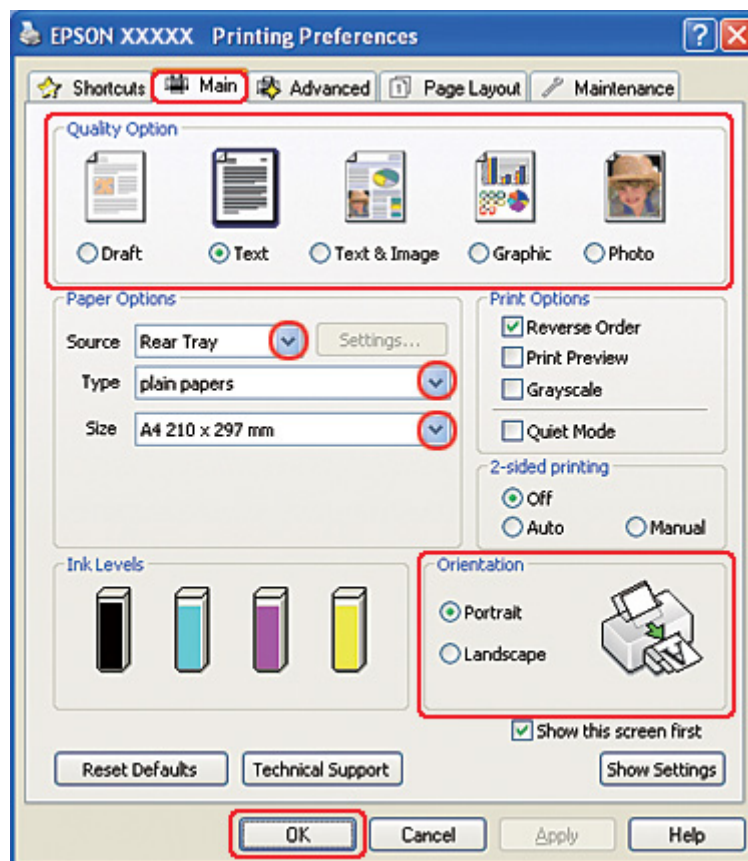 EPSON XXXXX Printing Preferences
Shortcuts Main Advanced Page Layout Maintenance
Quality Option
Draft Text Text & Image Graphic Photo
Paper Options
Source Rear Tray Settings...
Type plain papers
Size A4 210 x 297 mm
Print Options
Reverse Order
Print Preview
Grayscale
Quiet Mode
2-sided printing
Off
Auto Manual
Ink Levels
Orientation
Portrait
Landscape
Show this screen first
Reset Defaults Technical Support Show Settings
OK Cancel Apply Help